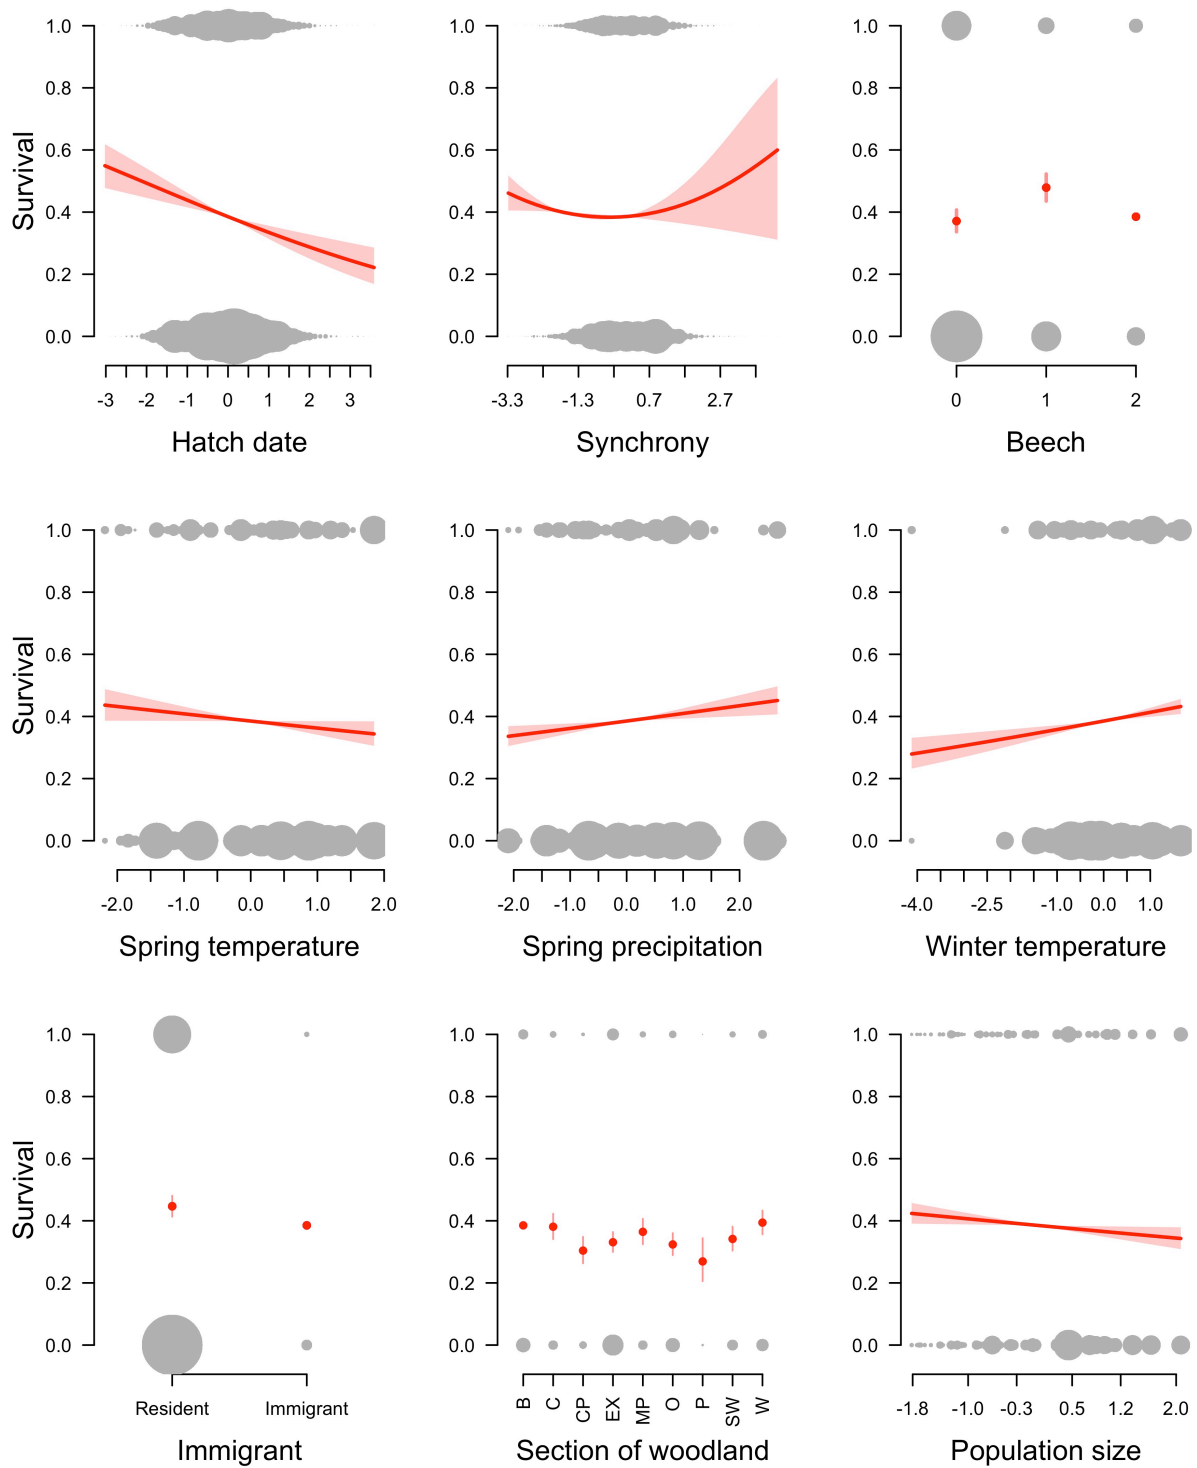 Survival
1.0
0.8
0.6
0.4
0.2
0.0
-3 -2 -1 0 1 2 3
Hatch date
1.0
0.8
0.6
0.4
0.2
0.0
-3.3 -1.3 0.7 2.7
Synchrony
1.0
0.8
0.6
0.4
0.2
0.0
0 1 2
Beech
Survival
1.0
0.8
0.6
0.4
0.2
0.0
-2.0 -1.0 0.0 1.0 2.0
Spring temperature
1.0
0.8
0.6
0.4
0.2
0.0
-2.0 -1.0 0.0 1.0 2.0
Spring precipitation
1.0
0.8
0.6
0.4
0.2
0.0
-4.0 -2.5 -1.0 0.0 1.0
Winter temperature
Survival
1.0
0.8
0.6
0.4
0.2
0.0
Resident Immigrant
Immigrant
1.0
0.8
0.6
0.4
0.2
0.0
B C CP EX MP O P SW W
Section of woodland
1.0
0.8
0.6
0.4
0.2
0.0
-1.8 -1.0 -0.3 0.5 1.2 2.0
Population size